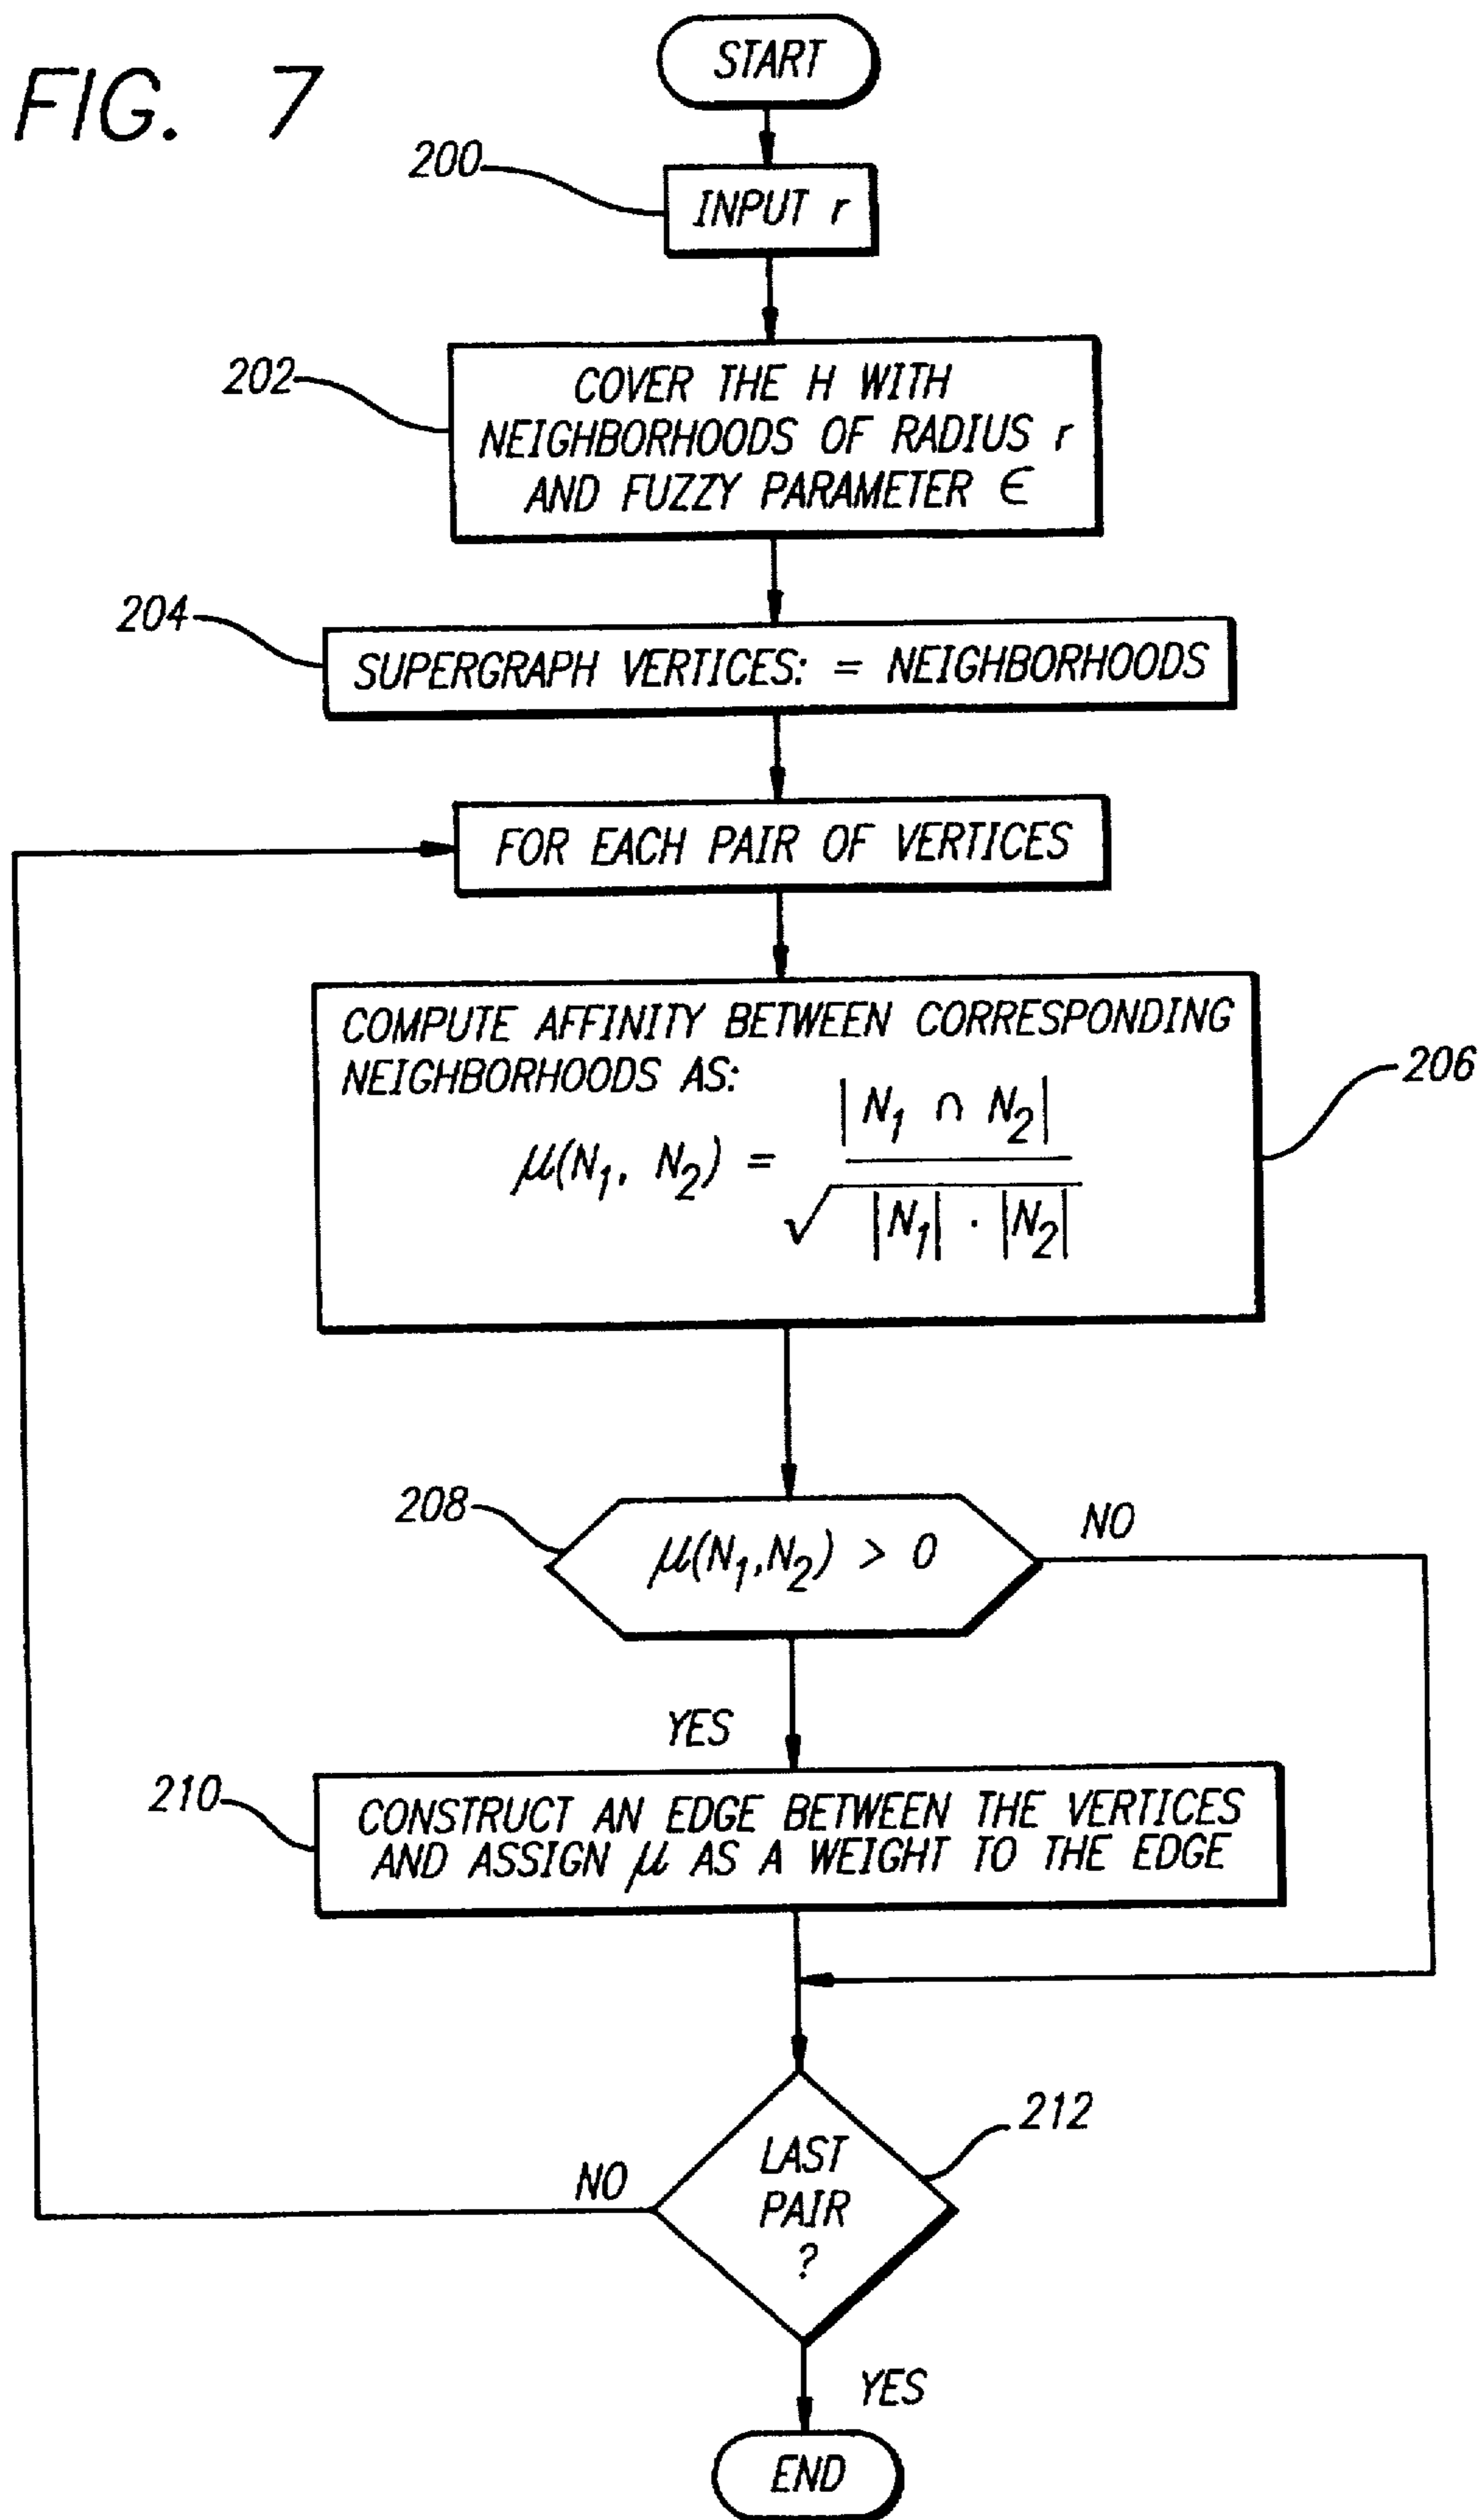 FIG. 7
START
200
INPUT r
202
COVER THE H WITH
NEIGHBORHOODS OF RADIUS r
AND FUZZY PARAMETER ∈
204
SUPERGRAPH VERTICES: = NEIGHBORHOODS
FOR EACH PAIR OF VERTICES
COMPUTE AFFINITY BETWEEN CORRESPONDING
NEIGHBORHOODS AS:
206
μ(N₁, N₂) = |N₁ ∩ N₂| / √|N₁| · |N₂|
208
μ(N₁,N₂) > 0
NO
YES
210
CONSTRUCT AN EDGE BETWEEN THE VERTICES
AND ASSIGN μ AS A WEIGHT TO THE EDGE
212
LAST
PAIR
?
NO
YES
END